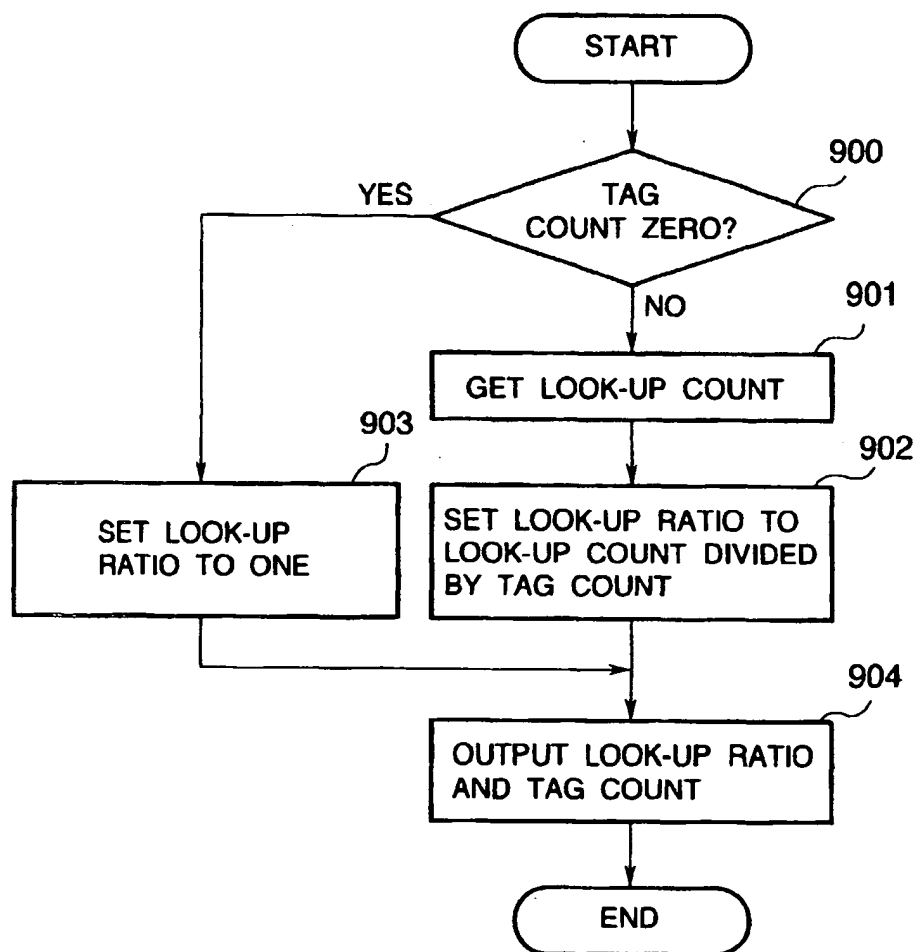 START
900
YES
TAG
COUNT ZERO?
NO
901
GET LOOK-UP COUNT
903
902
SET LOOK-UP
RATIO TO ONE
SET LOOK-UP RATIO TO
LOOK-UP COUNT DIVIDED
BY TAG COUNT
904
OUTPUT LOOK-UP RATIO
AND TAG COUNT
END